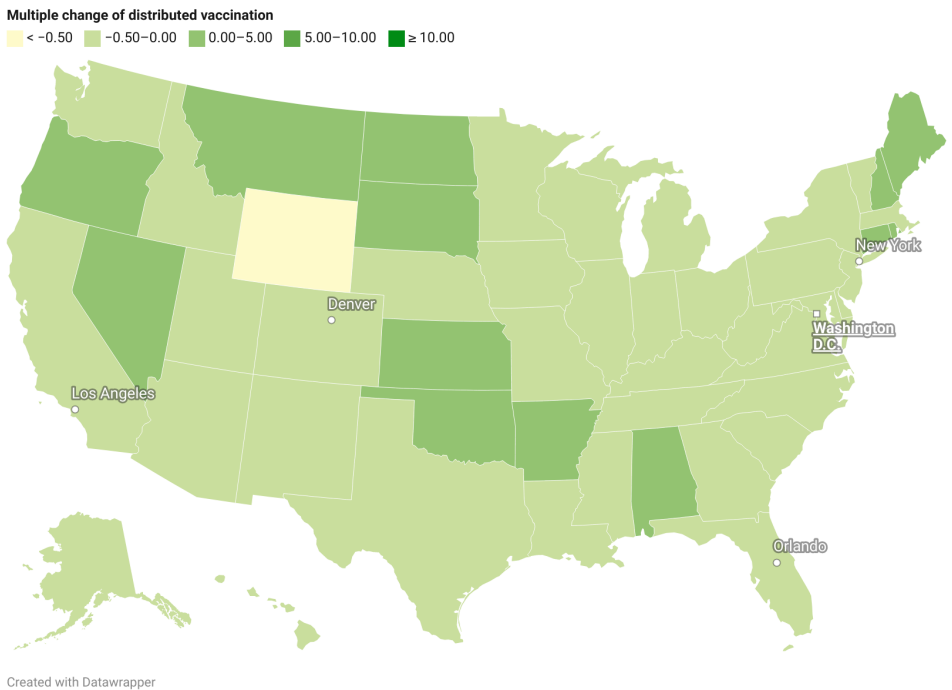 Multiple change of distributed vaccination
< −0.50 −0.50–0.00 0.00–5.00 5.00–10.00 ≥ 10.00
New York
Denver
Washington
D.C.
Los Angeles
Orlando
Created with Datawrapper